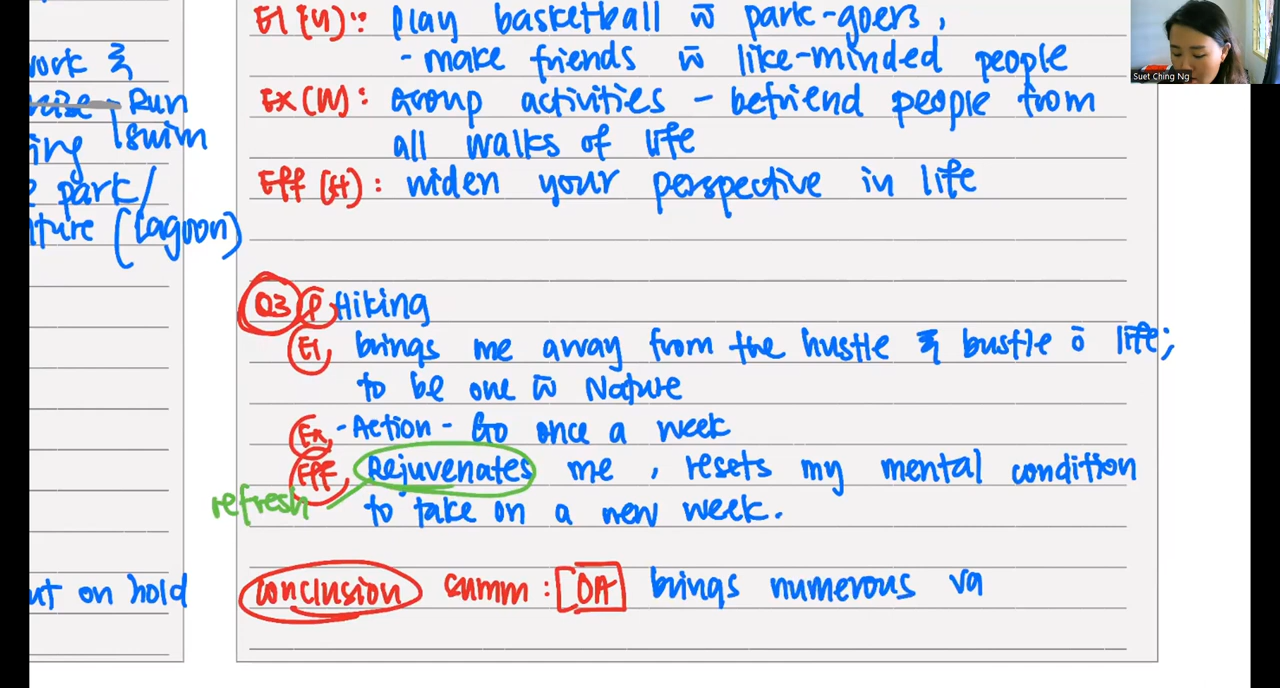 work &
Run
swim
park/
(lagoon)
on hold
El (4): play basketball w̄ park-goers,
- make friends w̄ like-minded people
Ex (W): Group activities - befriend people from
all walks of life
Eff (H): widen your perspective in life
Q3 P Hiking
El brings me away from the hustle & bustle ō life;
to be one w̄ Nature
Ex - Action - Go once a week
Eff Rejuvenates me, resets my mental condition
refresh to take on a new week.
Conclusion summ: [OA] brings numerous va
Suet Ching Ng